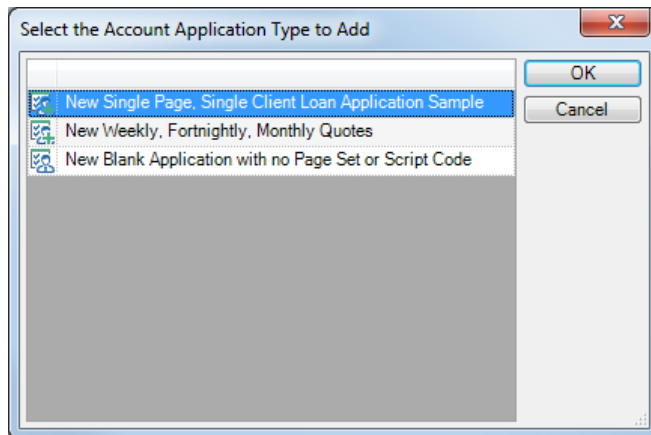 Select the Account Application Type to Add
OK
New Single Page, Single Client Loan Application Sample
Cancel
New Weekly, Fortnightly, Monthly Quotes
New Blank Application with no Page Set or Script Code